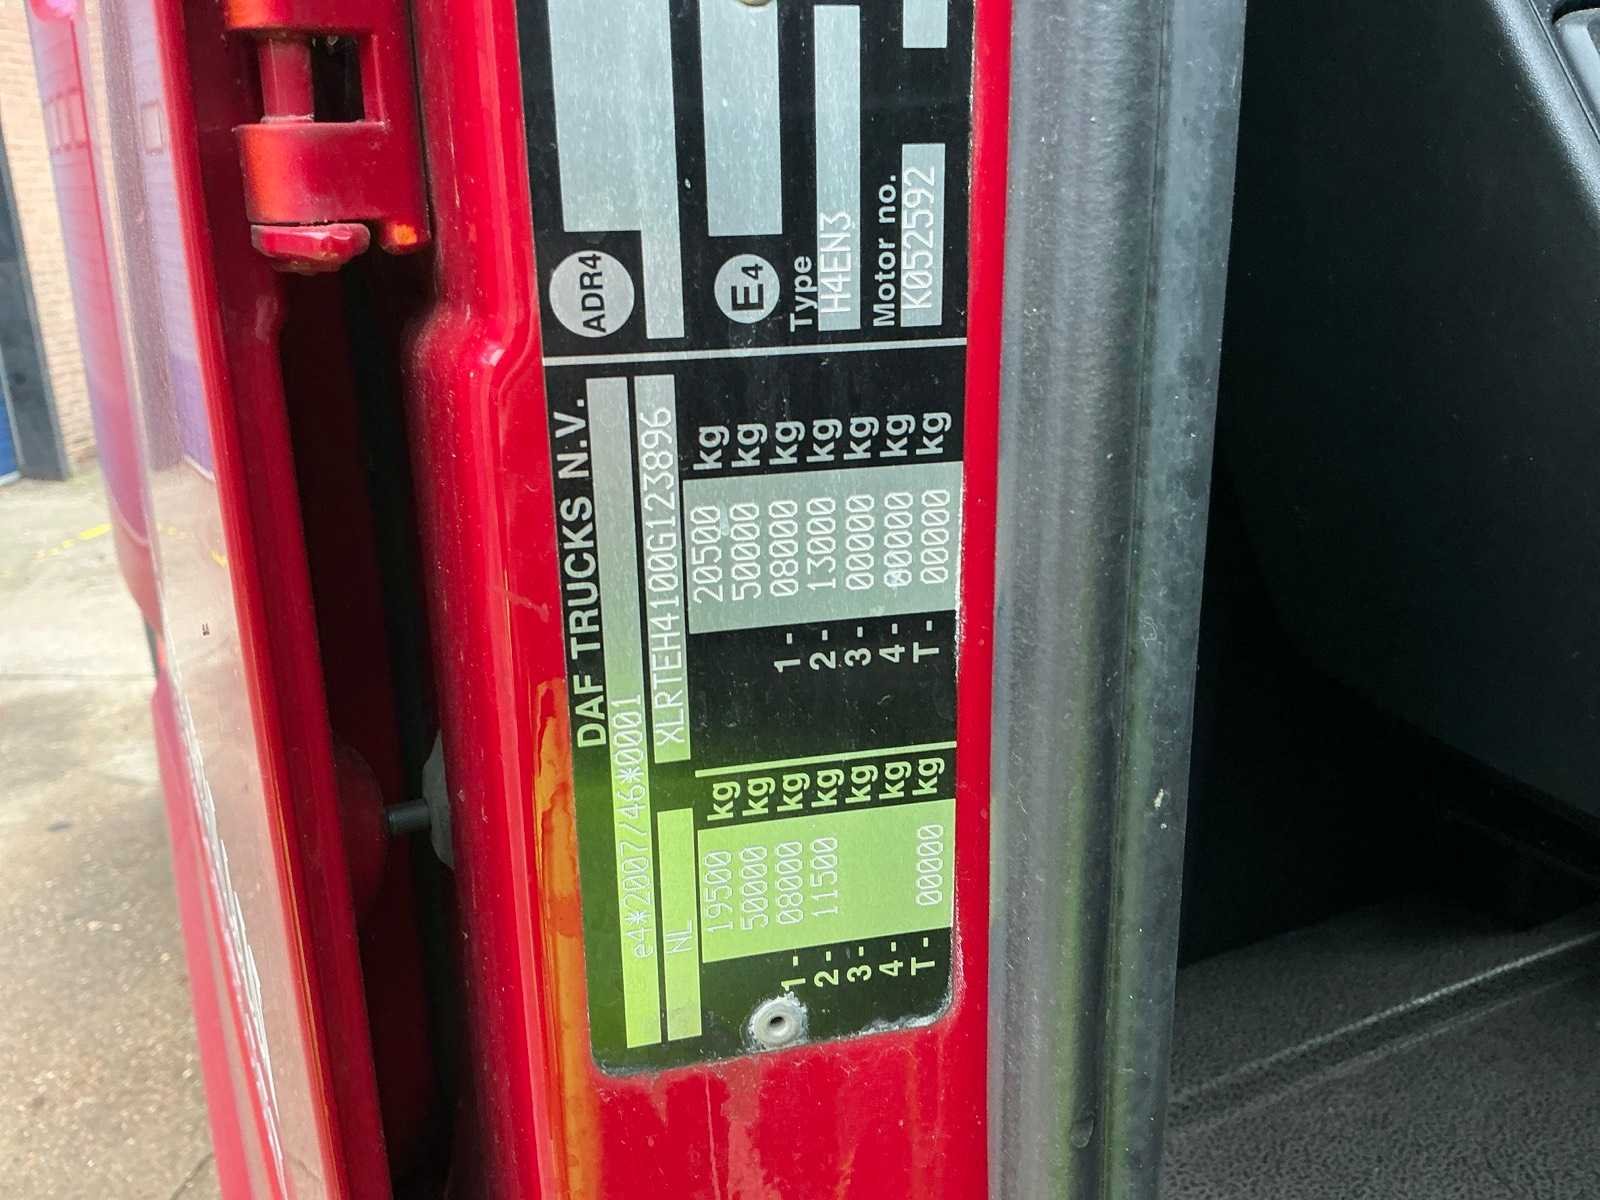 DAF TRUCKS N.V.
e4*2007/46*0001
NL
XLRTEH4100G123896
19500 kg
50000 kg
1- 08000 kg
2- 11500 kg
3- kg
4- kg
T- 00000 kg
20500 kg
50000 kg
1- 08000 kg
2- 13000 kg
3- 00000 kg
4- 00000 kg
T- 00000 kg
ADR4
E4
Type
H4EN3
Motor no.
K052592